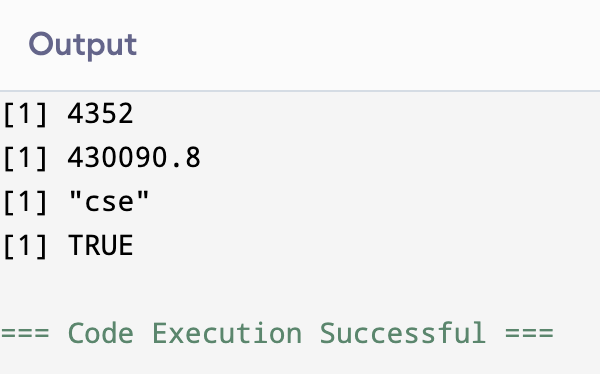 Output
[1] 4352
[1] 430090.8
[1] "cse"
[1] TRUE
=== Code Execution Successful ===